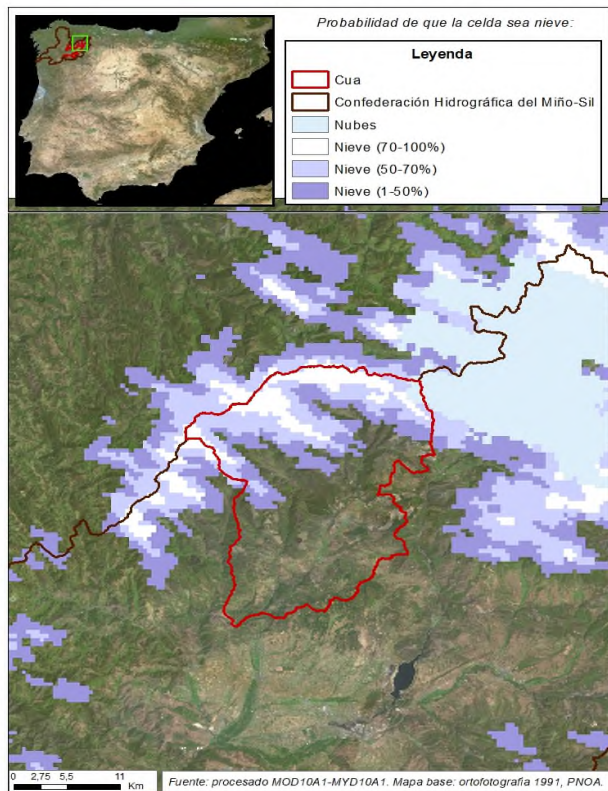 Probabilidad de que la celda sea nieve:
Leyenda
Cua
Confederación Hidrográfica del Miño-Sil
Nubes
Nieve (70-100%)
Nieve (50-70%)
Nieve (1-50%)
0 2,75 5,5 11
Km
Fuente: procesado MOD10A1-MYD10A1. Mapa base: ortofotografía 1991, PNOA.